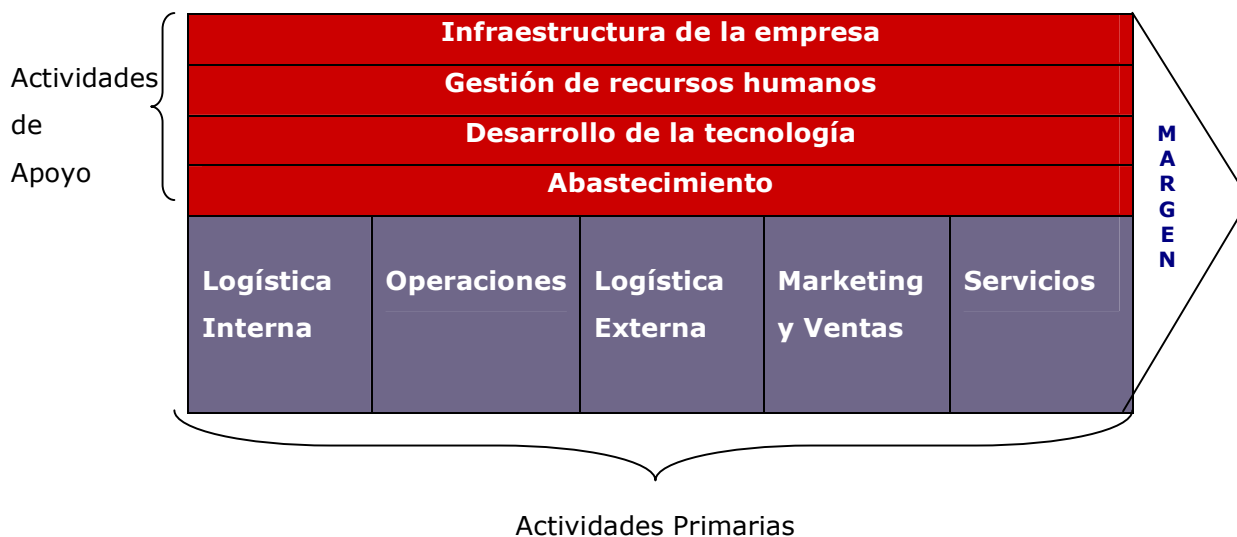 Infraestructura de la empresa
Gestión de recursos humanos
Desarrollo de la tecnología
Abastecimiento
Actividades
de
Apoyo
MARGEN
Logística
Interna
Operaciones
Logística
Externa
Marketing
y Ventas
Servicios
Actividades Primarias